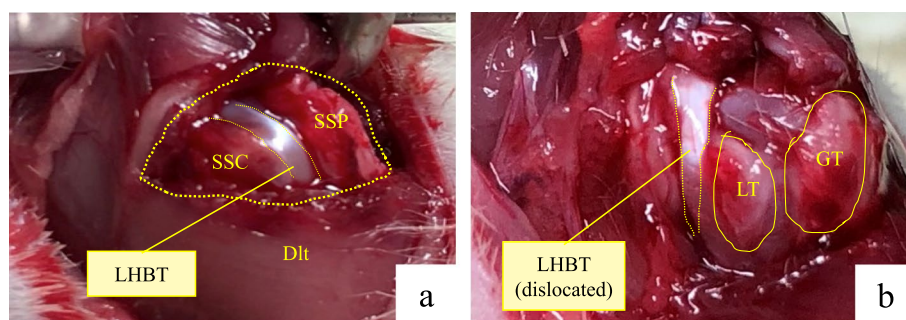 SSP
SSC
LHBT
Dlt
a
GT
LT
LHBT
(dislocated)
b